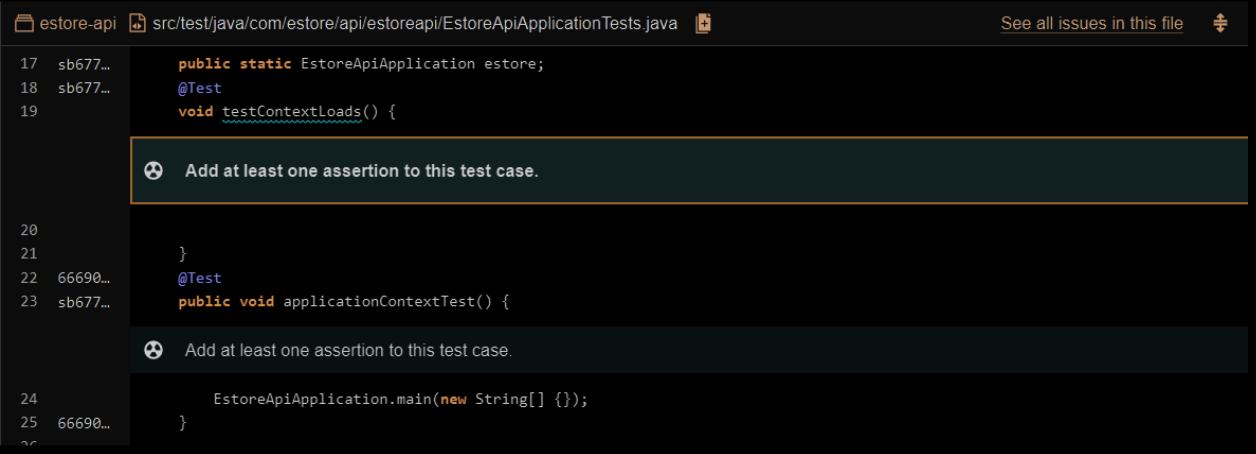 estore-api src/test/java/com/estore/api/estoreapi/EstoreApiApplicationTests.java See all issues in this file
17 sb677… public static EstoreApiApplication estore;
18 sb677… @Test
19 void testContextLoads() {
Add at least one assertion to this test case.
20
21 }
22 66690… @Test
23 sb677… public void applicationContextTest() {
Add at least one assertion to this test case.
24 EstoreApiApplication.main(new String[] {});
25 66690… }
26